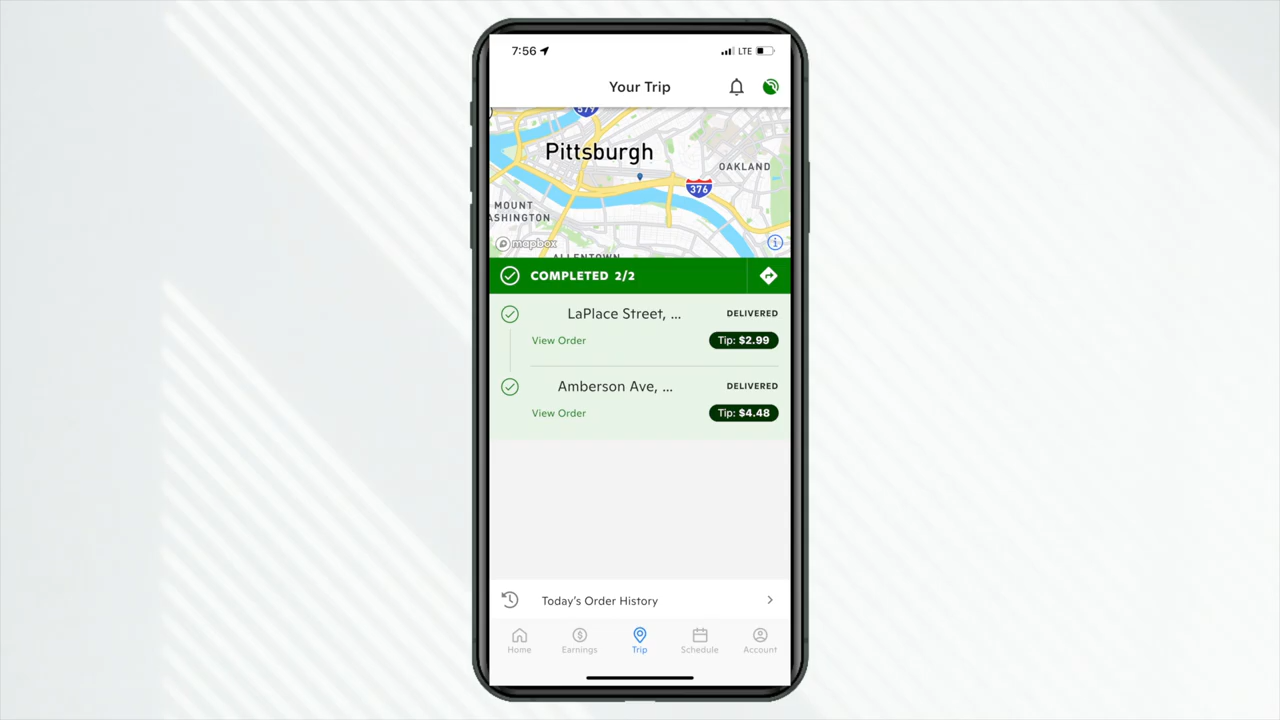 7:56
LTE
Your Trip
579
Pittsburgh
OAKLAND
376
MOUNT
ASHINGTON
mapbox
ALLENTOWN
COMPLETED 2/2
LaPlace Street, ...
DELIVERED
View Order
Tip: $2.99
Amberson Ave, ...
DELIVERED
View Order
Tip: $4.48
Today's Order History
Home
Earnings
Trip
Schedule
Account